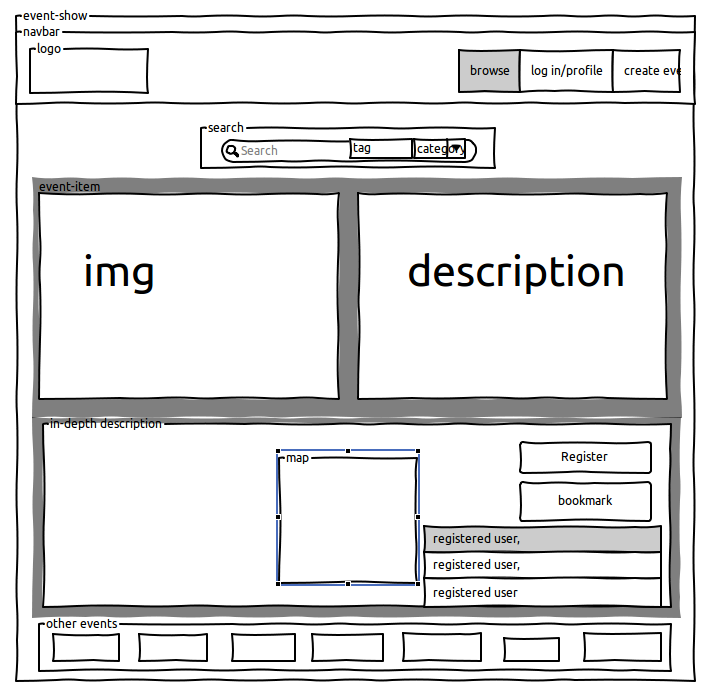 event-show
navbar
logo
browse
log in/profile
create eve
search
Search
tag
category
event-item
img
description
in-depth description
map
Register
bookmark
registered user,
registered user,
registered user
other events